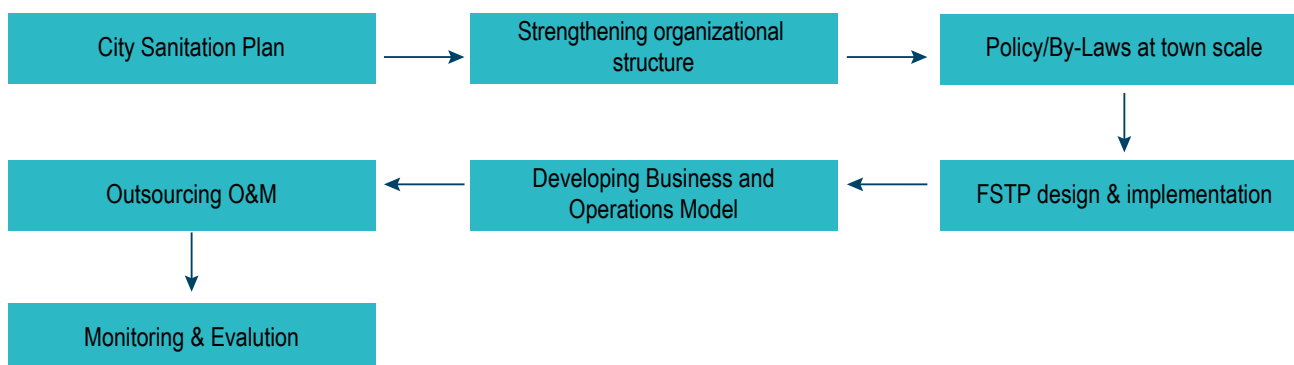 City Sanitation Plan
Strengthening organizational
structure
Policy/By-Laws at town scale
FSTP design & implementation
Developing Business and
Operations Model
Outsourcing O&M
Monitoring & Evalution